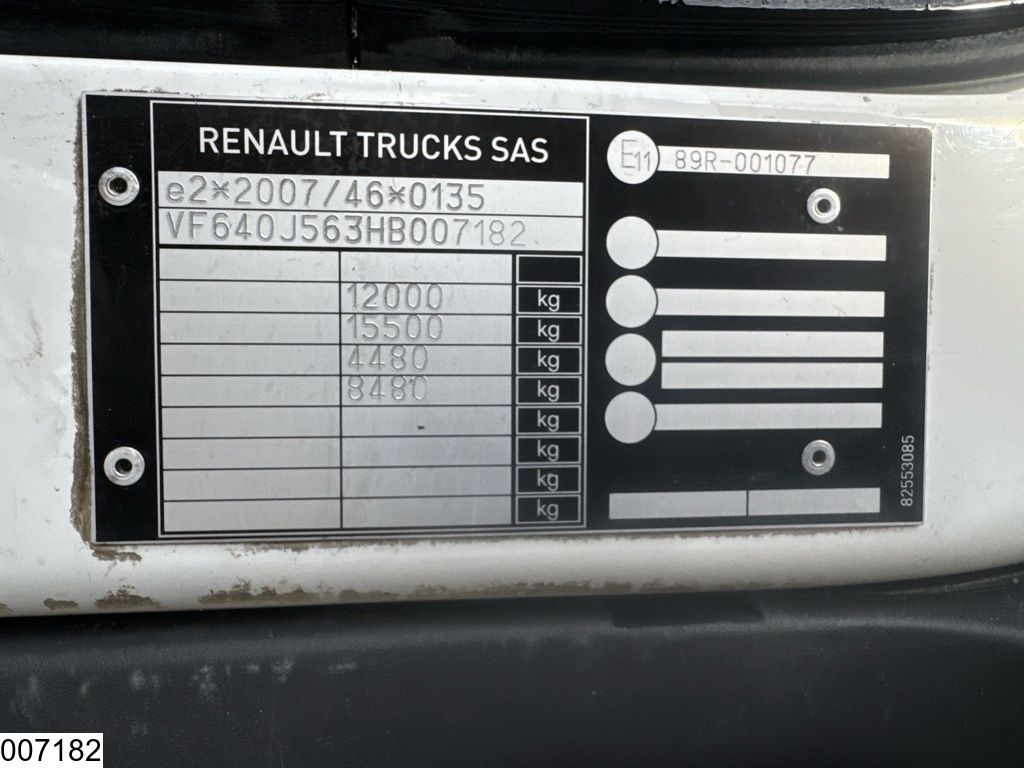 RENAULT TRUCKS SAS
e2*2007/46*0135
VF640J563HB007182
12000 kg
15500 kg
4480 kg
8480 kg
kg
kg
kg
kg
E11 89R-001077
82553085
007182